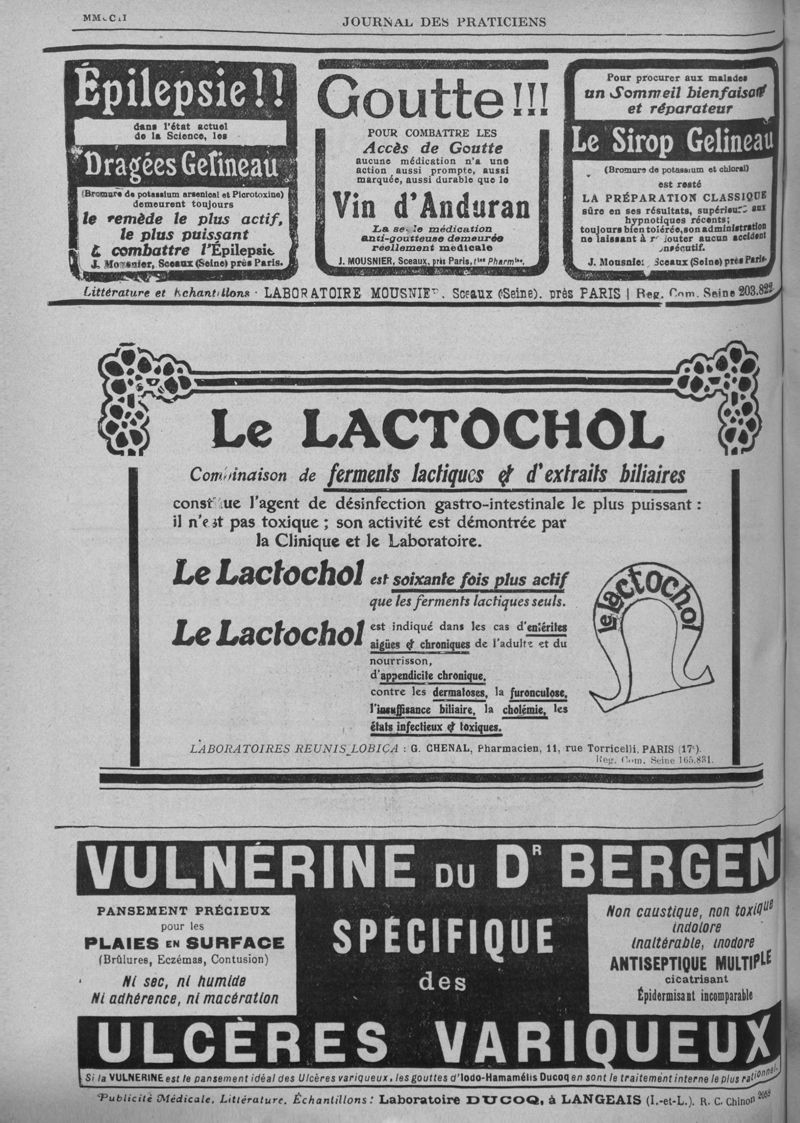 JOURNAL DES PRATICIENS
Épilepsie!!
dans l'état actuel
de la Science, les
Dragées Gelineau
(Bromure de potassium arsenical et Picrotoxine)
demeurent toujours
le remède le plus actif,
le plus puissant
combattre l'Épilepsie
J. Mousnier, Sceaux (Seine) près Paris.
Goutte!!!
POUR COMBATTRE LES
Accès de Goutte
aucune médication n'a une
action aussi prompte, aussi
marquée, aussi durable que le
Vin d'Anduran
La seule médication
anti-goutteuse demeurée
réellement médicale
J. MOUSNIER, Sceaux, près Paris, et toutes Pharmies.
Pour procurer aux malades
un Sommeil bienfaisant
et réparateur
Le Sirop Gelineau
(Bromure de potassium et chloral)
est resté
LA PRÉPARATION CLASSIQUE
sûre en ses résultats, supérieure aux
hypnotiques récents;
toujours bien tolérée, son administration
ne laissant à redouter aucun accident
consécutif.
J. Mousnier Sceaux (Seine) près Paris.
Littérature et Echantillons · LABORATOIRE MOUSNIER. Sceaux (Seine). près PARIS | Reg. Com. Seine 203.822
Le LACTOCHOL
Combinaison de ferments lactiques & d'extraits biliaires
constitue l'agent de désinfection gastro-intestinale le plus puissant :
il n'est pas toxique ; son activité est démontrée par
la Clinique et le Laboratoire.
Le Lactochol est soixante fois plus actif
que les ferments lactiques seuls.
Le Lactochol est indiqué dans les cas d'entérites
aigües & chroniques de l'adulte et du
nourrisson,
d'appendicite chronique,
contre les dermatoses, la furonculose,
l'insuffisance biliaire, la cholémie, les
états infectieux & toxiques.
le lactochol
LABORATOIRES REUNIS LOBICA : G. CHENAL, Pharmacien, 11, rue Torricelli, PARIS (17e).
Reg. Com. Seine 165.831.
VULNÉRINE DU DR BERGEN
PANSEMENT PRÉCIEUX
pour les
PLAIES EN SURFACE
(Brûlures, Eczémas, Contusion)
Ni sec, ni humide
Ni adhérence, ni macération
SPÉCIFIQUE
des
Non caustique, non toxique
indolore
Inaltérable, inodore
ANTISEPTIQUE MULTIPLE
cicatrisant
Épidermisant incomparable
ULCÈRES VARIQUEUX
Si la VULNERINE est le pansement idéal des Ulcères variqueux, les gouttes d'Iodo-Hamamélis Ducoq en sont le traitement interne le plus rationnel.
Publicité Médicale, Littérature, Échantillons : Laboratoire DUCOQ, à LANGEAIS (I.-et-L.). R. C. Chinon